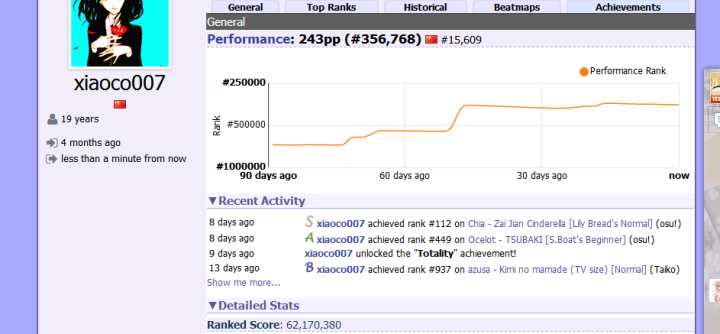 General
Top Ranks
Historical
Beatmaps
Achievements
General
Performance: 243pp (#356,768) #15,609
Performance Rank
#250000
#500000
#1000000
Rank
90 days ago
60 days ago
30 days ago
now
xiaoco007
19 years
4 months ago
less than a minute from now
▼Recent Activity
8 days ago S xiaoco007 achieved rank #112 on Chia - Zai Jian Cinderella [Lily Bread's Normal] (osu!)
8 days ago A xiaoco007 achieved rank #449 on Ocelot - TSUBAKI [S.Boat's Beginner] (osu!)
9 days ago xiaoco007 unlocked the "Totality" achievement!
13 days ago B xiaoco007 achieved rank #937 on azusa - Kimi no mamade (TV size) [Normal] (Taiko)
Show me more...
▼Detailed Stats
Ranked Score: 62,170,380